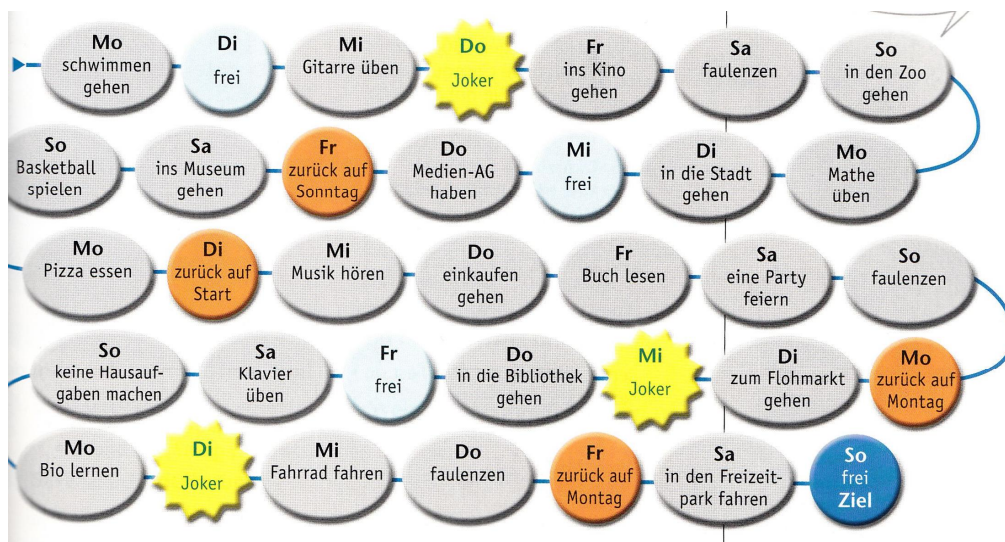 Mo
schwimmen
gehen
Di
frei
Mi
Gitarre üben
Do
Joker
Fr
ins Kino
gehen
Sa
faulenzen
So
in den Zoo
gehen
So
Basketball
spielen
Sa
ins Museum
gehen
Fr
zurück auf
Sonntag
Do
Medien-AG
haben
Mi
frei
Di
in die Stadt
gehen
Mo
Mathe
üben
Mo
Pizza essen
Di
zurück auf
Start
Mi
Musik hören
Do
einkaufen
gehen
Fr
Buch lesen
Sa
eine Party
feiern
So
faulenzen
So
keine Hausauf-
gaben machen
Sa
Klavier
üben
Fr
frei
Do
in die Bibliothek
gehen
Mi
Joker
Di
zum Flohmarkt
gehen
Mo
zurück auf
Montag
Mo
Bio lernen
Di
Joker
Mi
Fahrrad fahren
Do
faulenzen
Fr
zurück auf
Montag
Sa
in den Freizeit-
park fahren
So
frei
Ziel